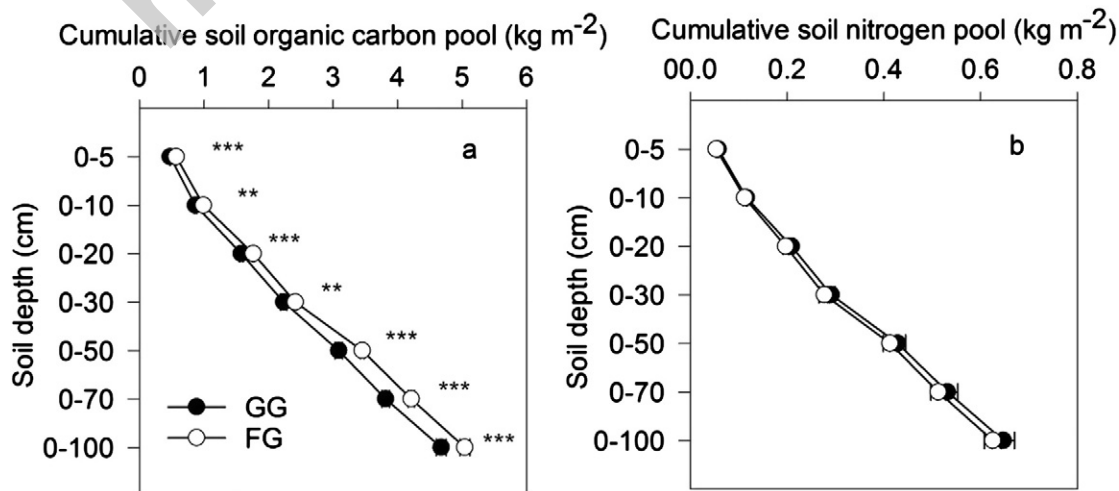 Cumulative soil organic carbon pool (kg m-2)
0 1 2 3 4 5 6
Soil depth (cm)
0-5
0-10
0-20
0-30
0-50
0-70
0-100
***
**
***
**
***
***
***
a
GG
FG
Cumulative soil nitrogen pool (kg m-2)
00.0 0.2 0.4 0.6 0.8
Soil depth (cm)
0-5
0-10
0-20
0-30
0-50
0-70
0-100
b